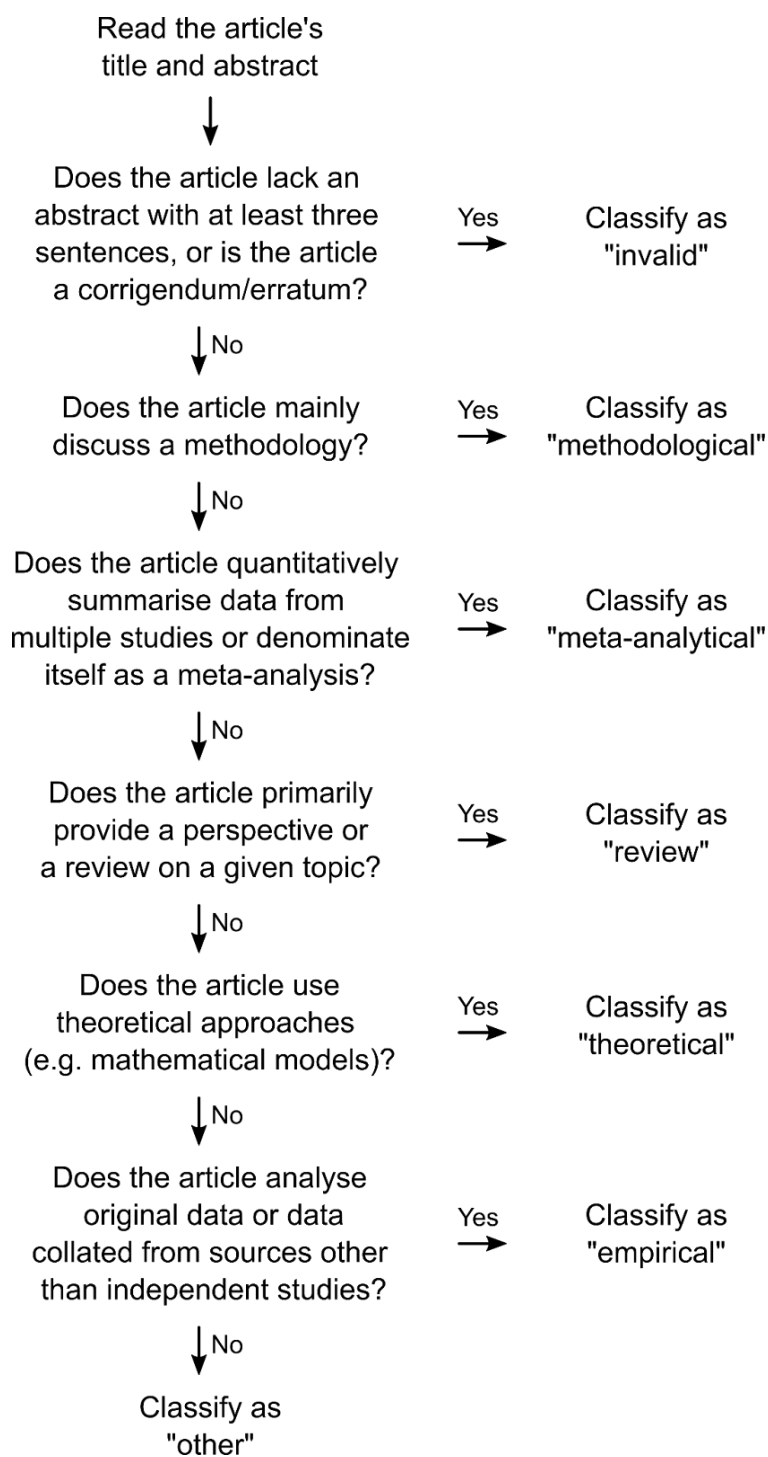 Read the article's
title and abstract
Does the article lack an
abstract with at least three
sentences, or is the article
a corrigendum/erratum?
Yes
Classify as
"invalid"
No
Does the article mainly
discuss a methodology?
Yes
Classify as
"methodological"
No
Does the article quantitatively
summarise data from
multiple studies or denominate
itself as a meta-analysis?
Yes
Classify as
"meta-analytical"
No
Does the article primarily
provide a perspective or
a review on a given topic?
Yes
Classify as
"review"
No
Does the article use
theoretical approaches
(e.g. mathematical models)?
Yes
Classify as
"theoretical"
No
Does the article analyse
original data or data
collated from sources other
than independent studies?
Yes
Classify as
"empirical"
No
Classify as
"other"